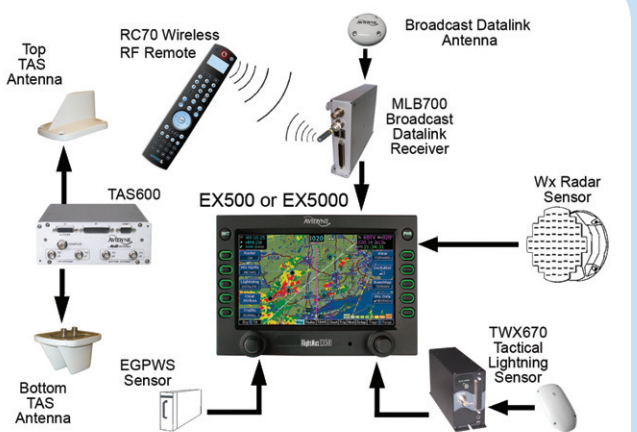 Top
TAS
Antenna
RC70 Wireless
RF Remote
Broadcast Datalink
Antenna
MLB700
Broadcast
Datalink
Receiver
TAS600
EX500 or EX5000
Wx Radar
Sensor
AVIDYNE
Bottom
TAS
Antenna
EGPWS
Sensor
TWX670
Tactical
Lightning
Sensor